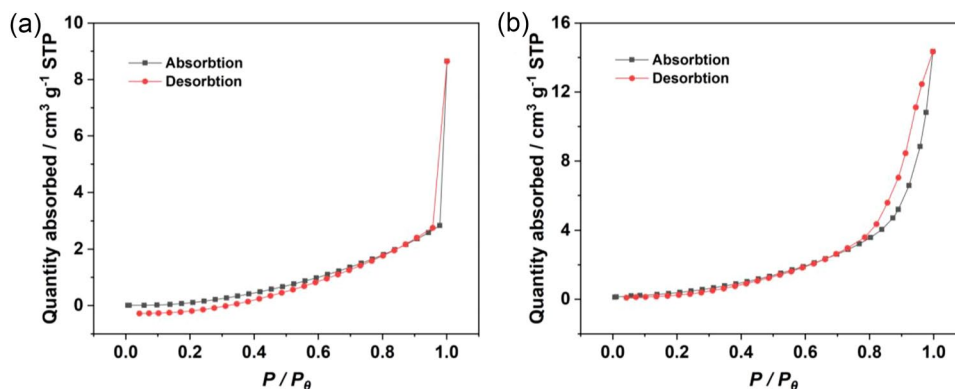 (a)
10
8
6
4
2
0
Quantity absorbed / cm³ g⁻¹ STP
Absorbtion
Desorbtion
0.0 0.2 0.4 0.6 0.8 1.0
P / Pθ
(b)
16
12
8
4
0
Quantity absorbed / cm³ g⁻¹ STP
Absorbtion
Desorbtion
0.0 0.2 0.4 0.6 0.8 1.0
P / Pθ